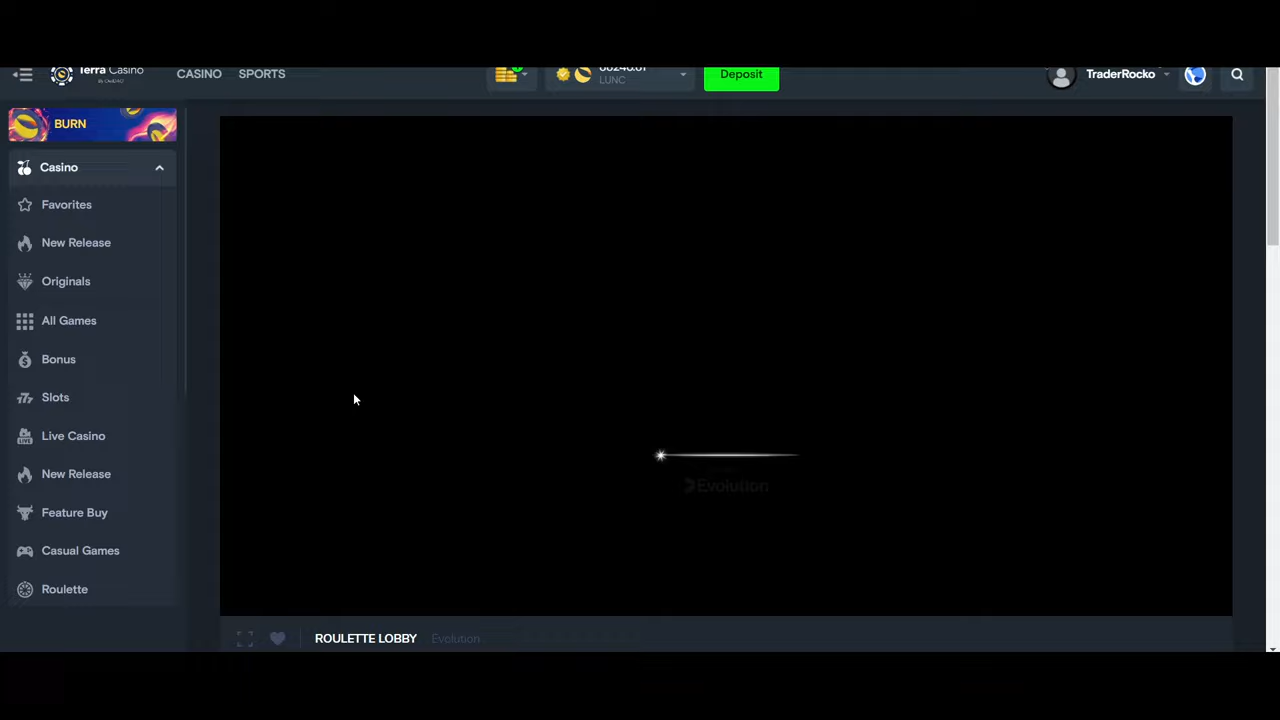 Terra Casino
CASINO
SPORTS
LUNC
Deposit
TraderRocko
BURN
Casino
Favorites
New Release
Originals
All Games
Bonus
Slots
Live Casino
New Release
Feature Buy
Casual Games
Roulette
Evolution
ROULETTE LOBBY
Evolution